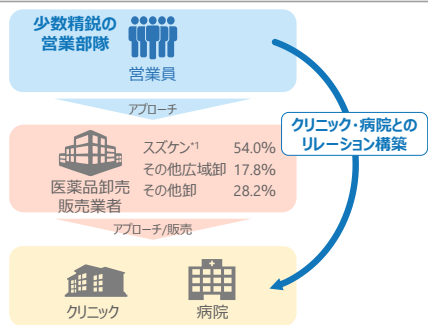 少数精鋭の
営業部隊
営業員
アプローチ
クリニック・病院との
リレーション構築
スズケン*1 54.0%
その他広域卸 17.8%
その他卸 28.2%
医薬品卸売
販売業者
アプローチ/販売
クリニック
病院